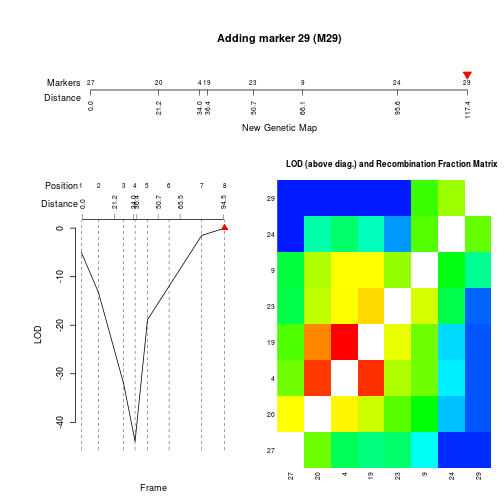 Adding marker 29 (M29)
Markers 27 20 4 19 23 9 24 29
Distance 0.0 21.2 34.0 36.4 50.7 66.1 95.6 117.4
New Genetic Map
LOD (above diag.) and Recombination Fraction Matrix
Position 1 2 3 4 5 6 7 8
Distance 0.0 21.2 50.7 65.5 94.5
LOD
0
-10
-20
-30
-40
Frame
29
24
9
23
19
4
20
27
27 20 4 19 23 9 24 29